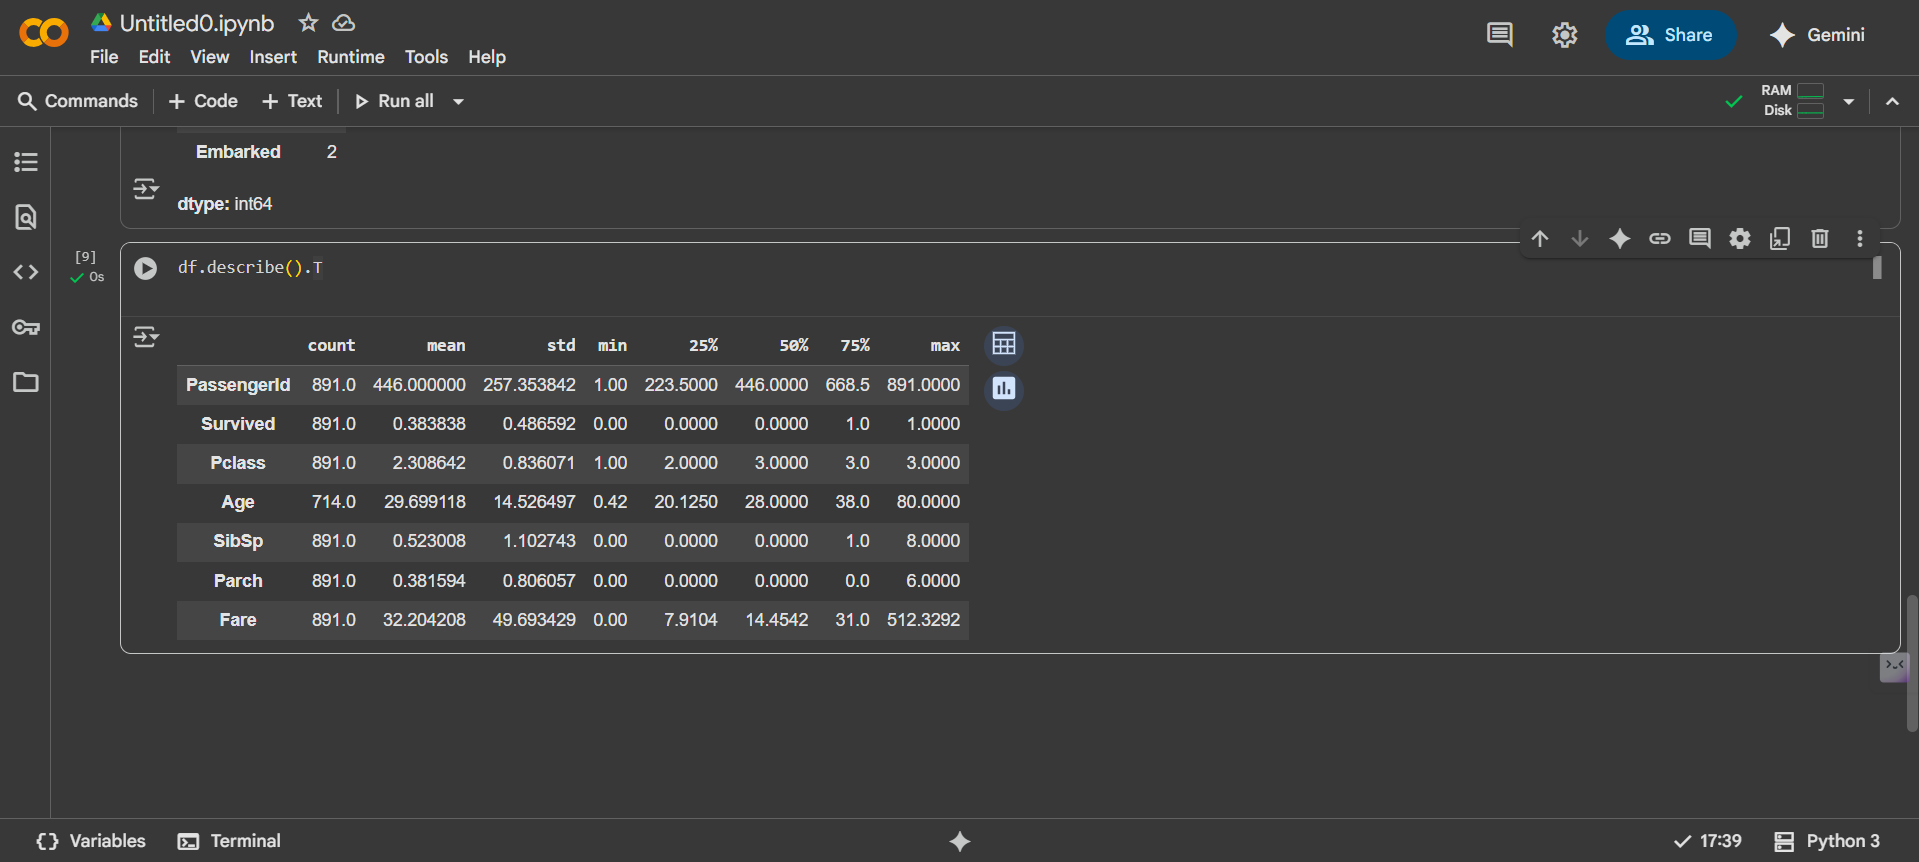 Untitled0.ipynb
File Edit View Insert Runtime Tools Help
Share
Gemini
Commands + Code + Text Run all
RAM
Disk
Embarked 2
dtype: int64
[9]
0s
df.describe().T
count mean std min 25% 50% 75% max
PassengerId 891.0 446.000000 257.353842 1.00 223.5000 446.0000 668.5 891.0000
Survived 891.0 0.383838 0.486592 0.00 0.0000 0.0000 1.0 1.0000
Pclass 891.0 2.308642 0.836071 1.00 2.0000 3.0000 3.0 3.0000
Age 714.0 29.699118 14.526497 0.42 20.1250 28.0000 38.0 80.0000
SibSp 891.0 0.523008 1.102743 0.00 0.0000 0.0000 1.0 8.0000
Parch 891.0 0.381594 0.806057 0.00 0.0000 0.0000 0.0 6.0000
Fare 891.0 32.204208 49.693429 0.00 7.9104 14.4542 31.0 512.3292
Variables Terminal
17:39 Python 3